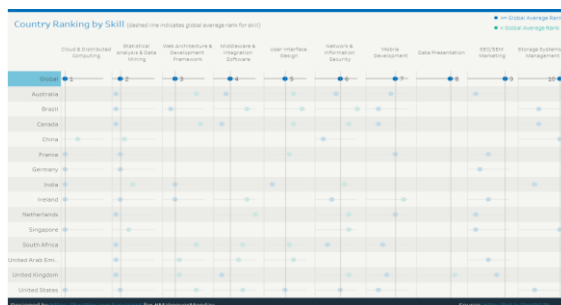 Country Ranking by Skill (dashed line indicates global average rank for skill)
>= Global Average Rank
< Global Average Rank
Cloud & Distributed Computing
Statistical Analysis & Data Mining
Web Architecture & Development Framework
Middleware & Integration Software
User Interface Design
Network & Information Security
Mobile Development
Data Presentation
SEO/SEM Marketing
Storage Systems & Management
Global 1 2 3 4 5 6 7 8 9 10
Australia
Brazil
Canada
China
France
Germany
India
Ireland
Netherlands
Singapore
South Africa
United Arab Emi..
United Kingdom
United States
Designed by for #MakeoverMonday